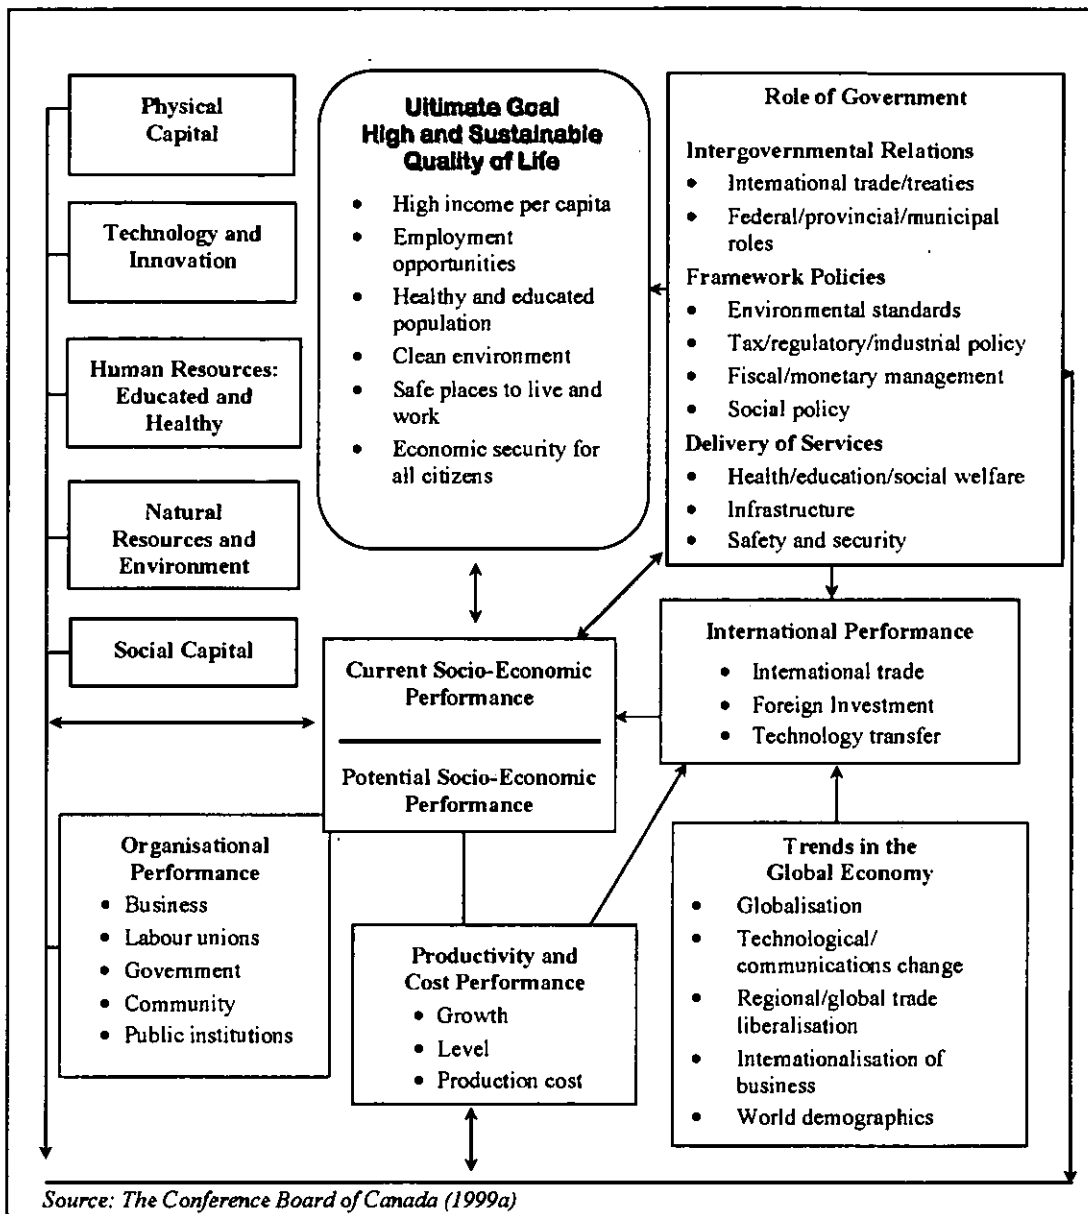 Physical
Capital
Technology and
Innovation
Human Resources:
Educated and
Healthy
Natural
Resources and
Environment
Social Capital
Organisational
Performance
• Business
• Labour unions
• Government
• Community
• Public institutions
Ultimate Goal
High and Sustainable
Quality of Life
• High income per capita
• Employment
opportunities
• Healthy and educated
population
• Clean environment
• Safe places to live and
work
• Economic security for
all citizens
Current Socio-Economic
Performance
Potential Socio-Economic
Performance
Productivity and
Cost Performance
• Growth
• Level
• Production cost
Role of Government
Intergovernmental Relations
• International trade/treaties
• Federal/provincial/municipal
roles
Framework Policies
• Environmental standards
• Tax/regulatory/industrial policy
• Fiscal/monetary management
• Social policy
Delivery of Services
• Health/education/social welfare
• Infrastructure
• Safety and security
International Performance
• International trade
• Foreign Investment
• Technology transfer
Trends in the
Global Economy
• Globalisation
• Technological/
communications change
• Regional/global trade
liberalisation
• Internationalisation of
business
• World demographics
Source: The Conference Board of Canada (1999a)